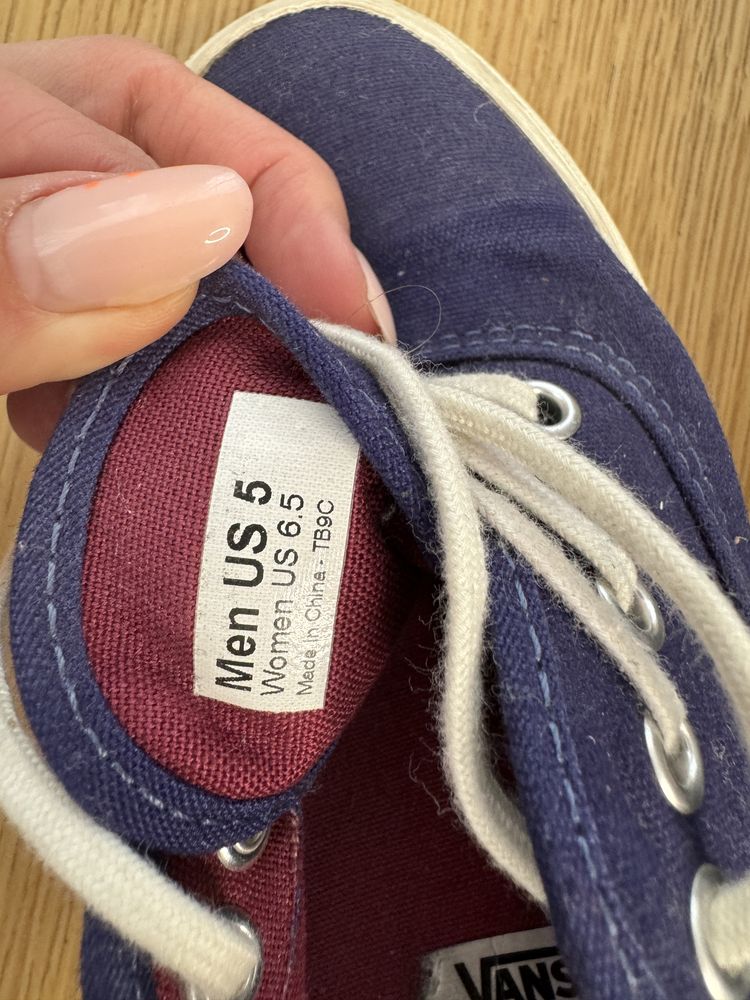 Men US 5
Women US 6.5
Made in China - TB9C
VANS